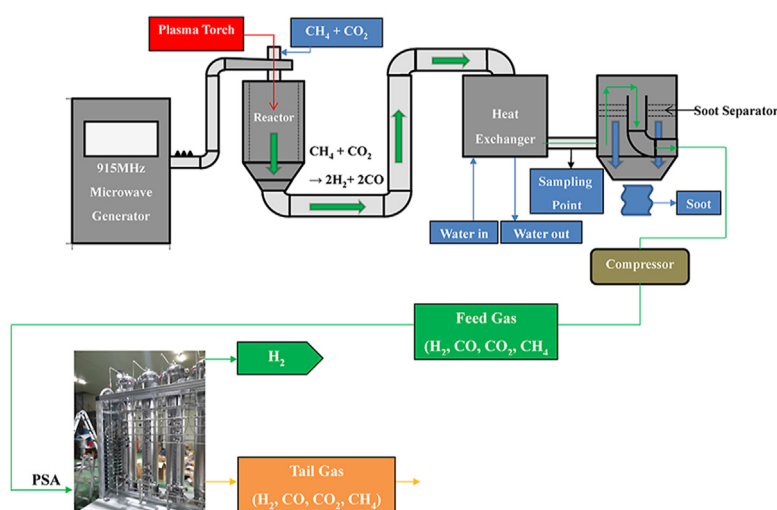 Plasma Torch
CH₄ + CO₂
Reactor
915MHz
Microwave
Generator
CH₄ + CO₂
→ 2H₂+ 2CO
Heat
Exchanger
Soot Separator
Sampling
Point
Soot
Water in
Water out
Compressor
Feed Gas
(H₂, CO, CO₂, CH₄
H₂
PSA
Tail Gas
(H₂, CO, CO₂, CH₄)